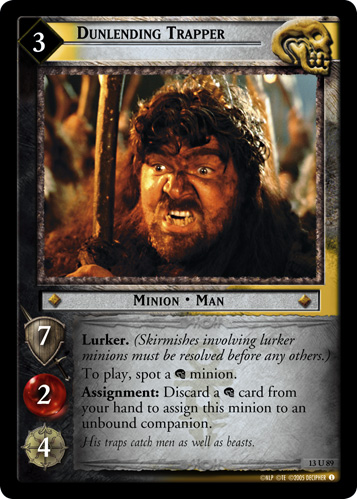 3 Dunlending Trapper
Minion • Man
7
Lurker. (Skirmishes involving lurker
minions must be resolved before any others.)
To play, spot a minion.
Assignment: Discard a card from
your hand to assign this minion to an
unbound companion.
His traps catch men as well as beasts.
2
4
13 U 89
©NLP ™TE ©2005 DECIPHER